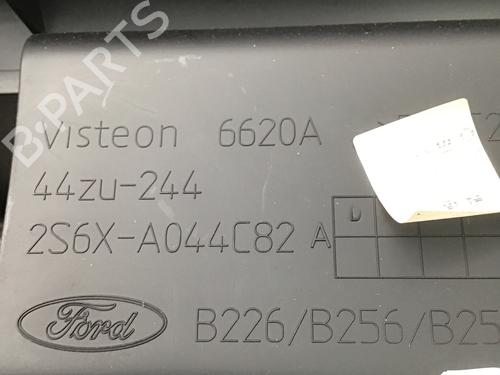 B-PARTS
Visteon 6620A
44zu-244
2S6X-A044C82 A
D
Ford B226/B256/B25